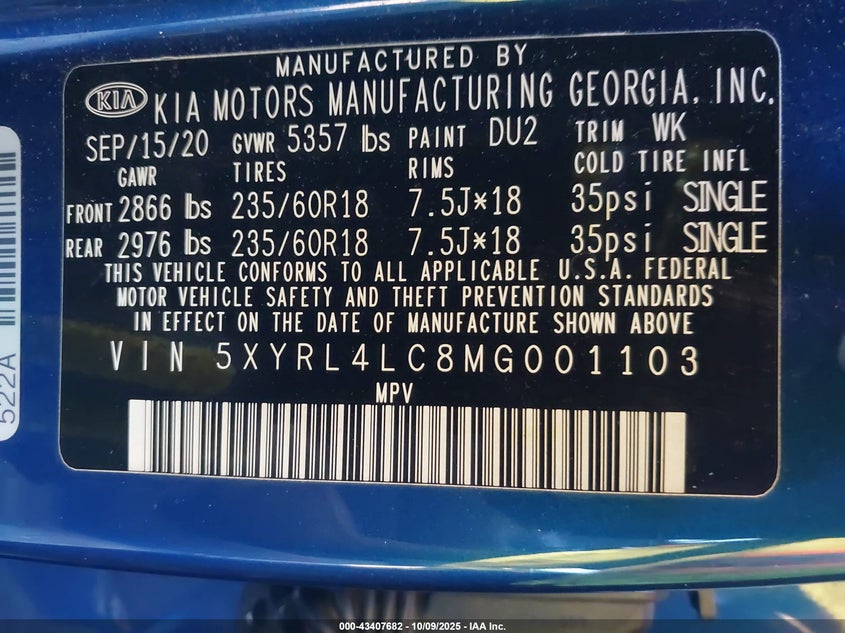 MANUFACTURED BY
KIA KIA MOTORS MANUFACTURING GEORGIA, INC.
SEP/15/20 GVWR 5357 lbs PAINT DU2 TRIM WK
GAWR TIRES RIMS COLD TIRE INFL
FRONT 2866 lbs 235/60R18 7.5J*18 35psi SINGLE
REAR 2976 lbs 235/60R18 7.5J*18 35psi SINGLE
THIS VEHICLE CONFORMS TO ALL APPLICABLE U.S.A. FEDERAL
MOTOR VEHICLE SAFETY AND THEFT PREVENTION STANDARDS
IN EFFECT ON THE DATE OF MANUFACTURE SHOWN ABOVE
VIN 5XYRL4LC8MG001103
MPV
522A
000-43407682 - 10/09/2025 - IAA Inc.